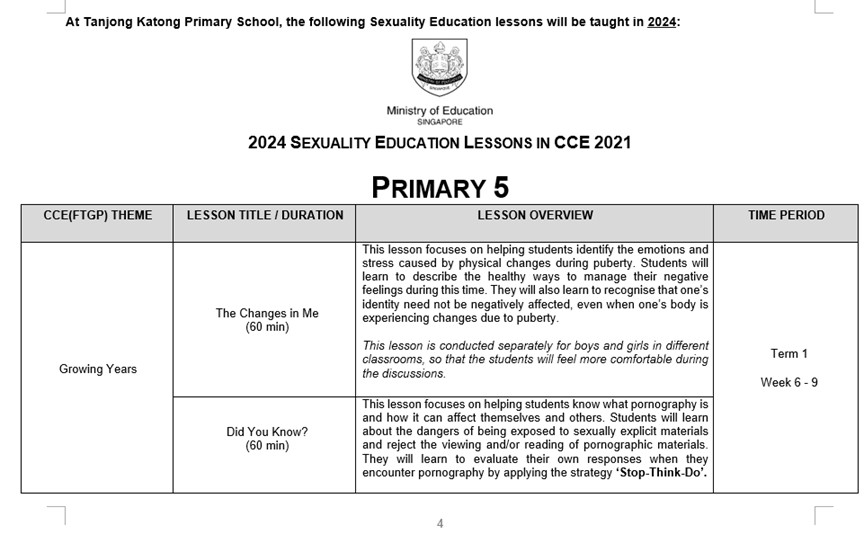 At Tanjong Katong Primary School, the following Sexuality Education lessons will be taught in 2024:
Ministry of Education
SINGAPORE
2024 SEXUALITY EDUCATION LESSONS IN CCE 2021
PRIMARY 5
CCE(FTGP) THEME
LESSON TITLE / DURATION
LESSON OVERVIEW
TIME PERIOD
Growing Years
The Changes in Me
(60 min)
This lesson focuses on helping students identify the emotions and
stress caused by physical changes during puberty. Students will
learn to describe the healthy ways to manage their negative
feelings during this time. They will also learn to recognise that one's
identity need not be negatively affected, even when one's body is
experiencing changes due to puberty.
This lesson is conducted separately for boys and girls in different
classrooms, so that the students will feel more comfortable during
the discussions.
Term 1
Week 6 - 9
Did You Know?
(60 min)
This lesson focuses on helping students know what pornography is
and how it can affect themselves and others. Students will learn
about the dangers of being exposed to sexually explicit materials
and reject the viewing and/or reading of pornographic materials.
They will learn to evaluate their own responses when they
encounter pornography by applying the strategy ‘Stop-Think-Do’.
4